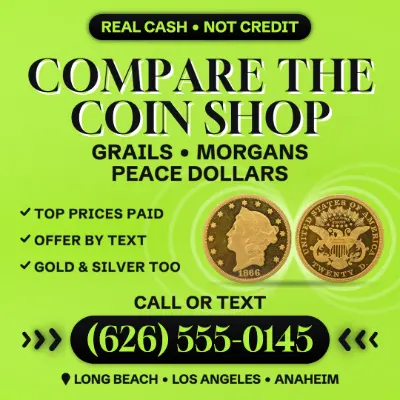 REAL CASH • NOT CREDIT
COMPARE THE
COIN SHOP
GRAILS • MORGANS
PEACE DOLLARS
✓ TOP PRICES PAID
✓ OFFER BY TEXT
✓ GOLD & SILVER TOO
1866
UNITED STATES OF AMERICA
TWENTY D.
CALL OR TEXT
(626) 555-0145
LONG BEACH • LOS ANGELES • ANAHEIM